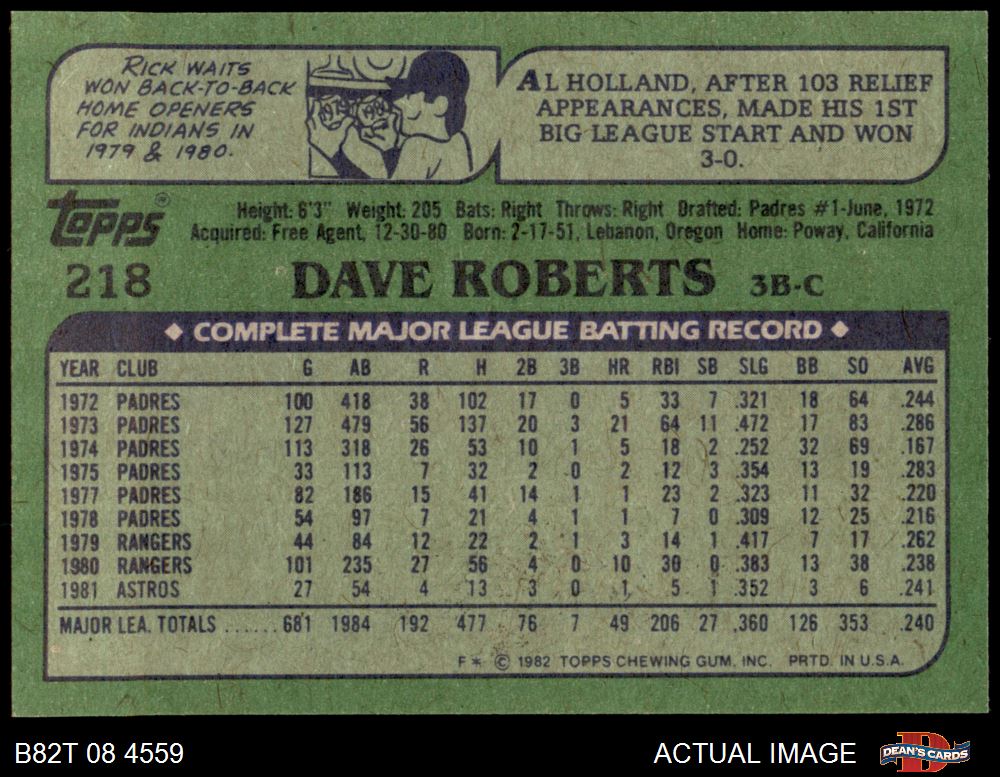 RICK WAITS
WON BACK-TO-BACK
HOME OPENERS
FOR INDIANS IN
1979 & 1980.
AL HOLLAND, AFTER 103 RELIEF
APPEARANCES, MADE HIS 1ST
BIG LEAGUE START AND WON
3-0.
topps®
Height: 6'3" Weight: 205 Bats: Right Throws: Right Drafted: Padres #1-June, 1972
Acquired: Free Agent, 12-30-80 Born: 2-17-51, Lebanon, Oregon Home: Poway, California
218 DAVE ROBERTS 3B-C
◆ COMPLETE MAJOR LEAGUE BATTING RECORD ◆
YEAR CLUB G AB R H 2B 3B HR RBI SB SLG BB SO AVG
1972 PADRES 100 418 38 102 17 0 5 33 7 .321 18 64 .244
1973 PADRES 127 479 56 137 20 3 21 64 11 .472 17 83 .286
1974 PADRES 113 318 26 53 10 1 5 18 2 .252 32 69 .167
1975 PADRES 33 113 7 32 2 0 2 12 3 .354 13 19 .283
1977 PADRES 82 186 15 41 14 1 1 23 2 .323 11 32 .220
1978 PADRES 54 97 7 21 4 1 1 7 0 .309 12 25 .216
1979 RANGERS 44 84 12 22 2 1 3 14 1 .417 7 17 .262
1980 RANGERS 101 235 27 56 4 0 10 30 0 .383 13 38 .238
1981 ASTROS 27 54 4 13 3 0 1 5 1 .352 3 6 .241
MAJOR LEA. TOTALS ...... 681 1984 192 477 76 7 49 206 27 .360 126 353 .240
F* © 1982 TOPPS CHEWING GUM, INC. PRTD. IN U.S.A.
B82T 08 4559 ACTUAL IMAGE DEAN'S CARDS